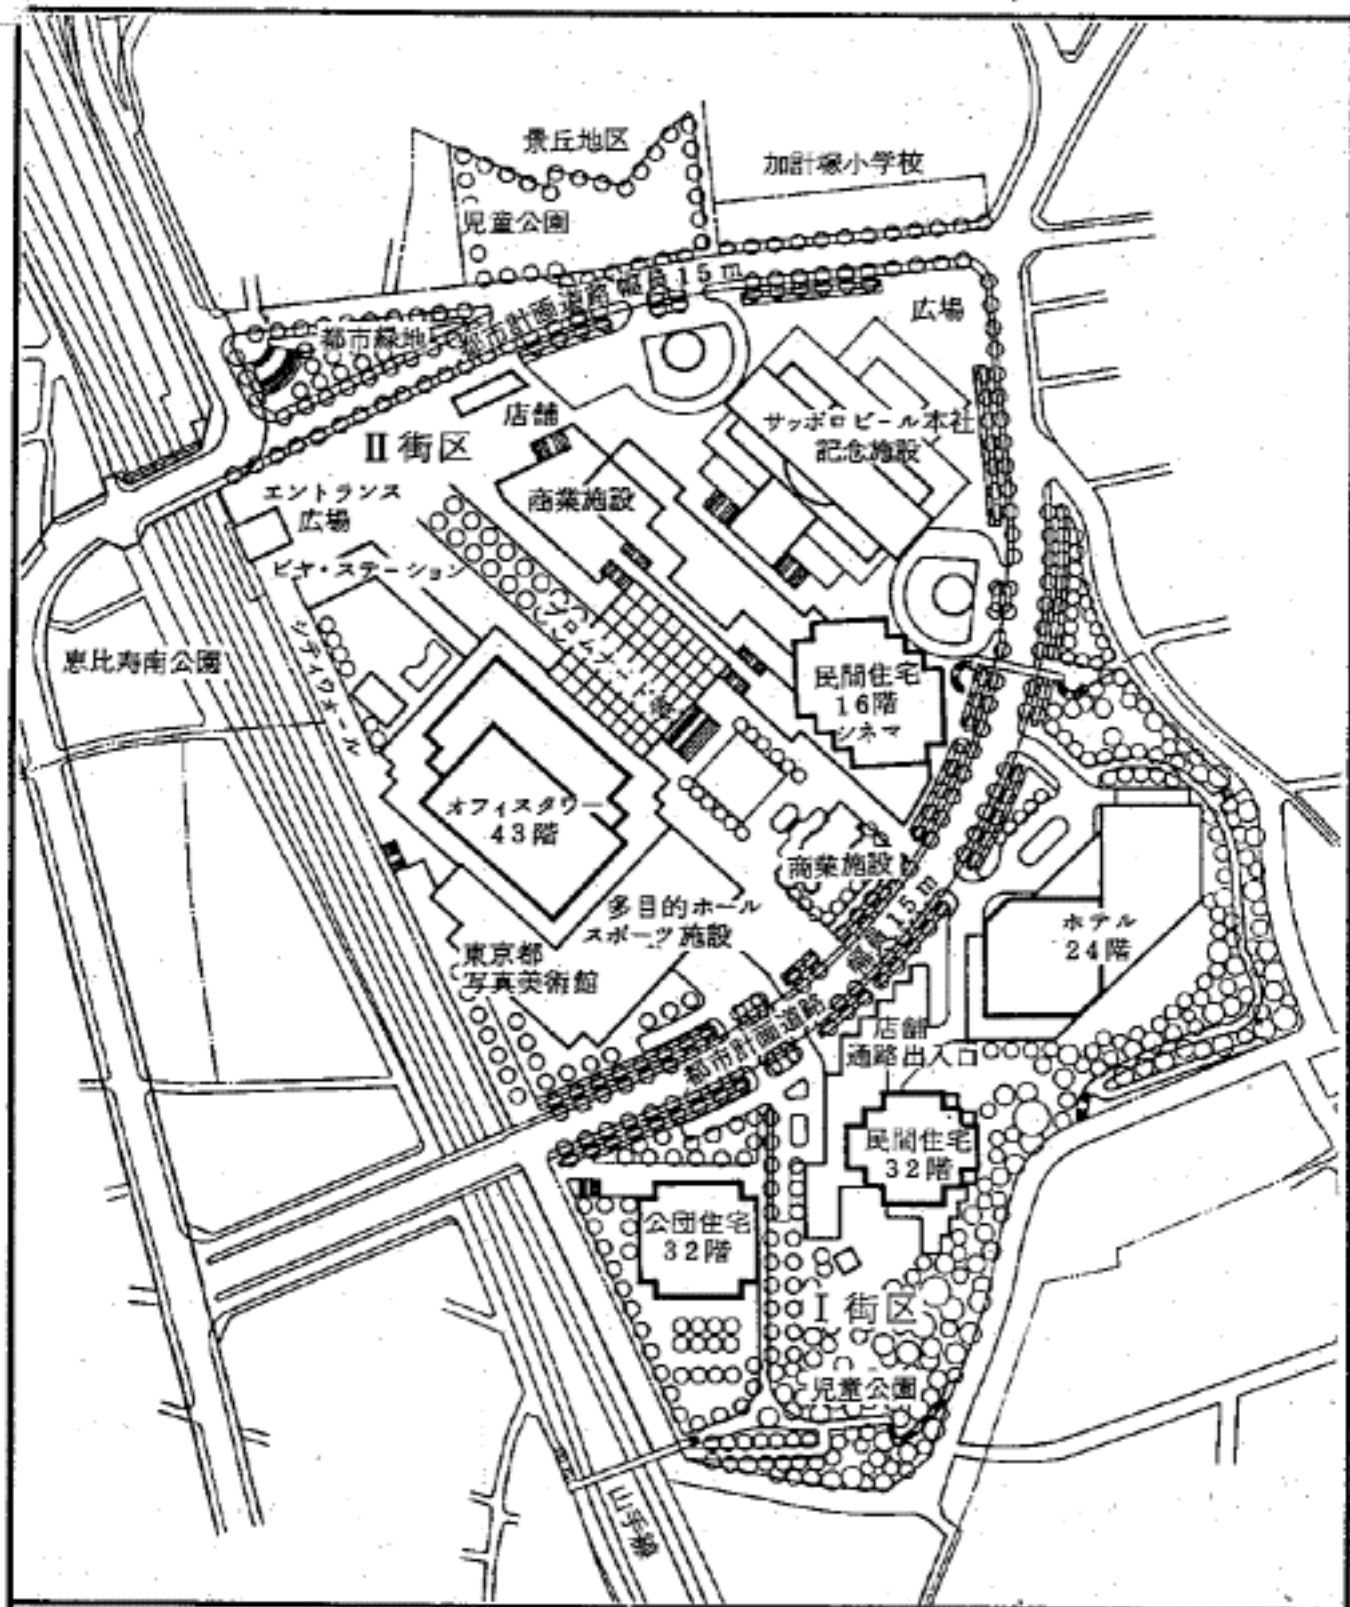 景丘地区
加計塚小学校
児童公園
都市計画道路 幅員15m
広場
都市緑地
店舗
サッポロビール本社
記念施設
Ⅱ街区
エントランス
広場
商業施設
ビヤ・ステーション
プロムナード
シティウォール
恵比寿南公園
民間住宅
16階
シネマ
オフィスタワー
43階
商業施設
多目的ホール
スポーツ施設
ホテル
24階
東京都
写真美術館
都市計画道路 幅員15m
店舗
通路出入口
民間住宅
32階
公団住宅
32階
Ⅰ街区
児童公園
山手線